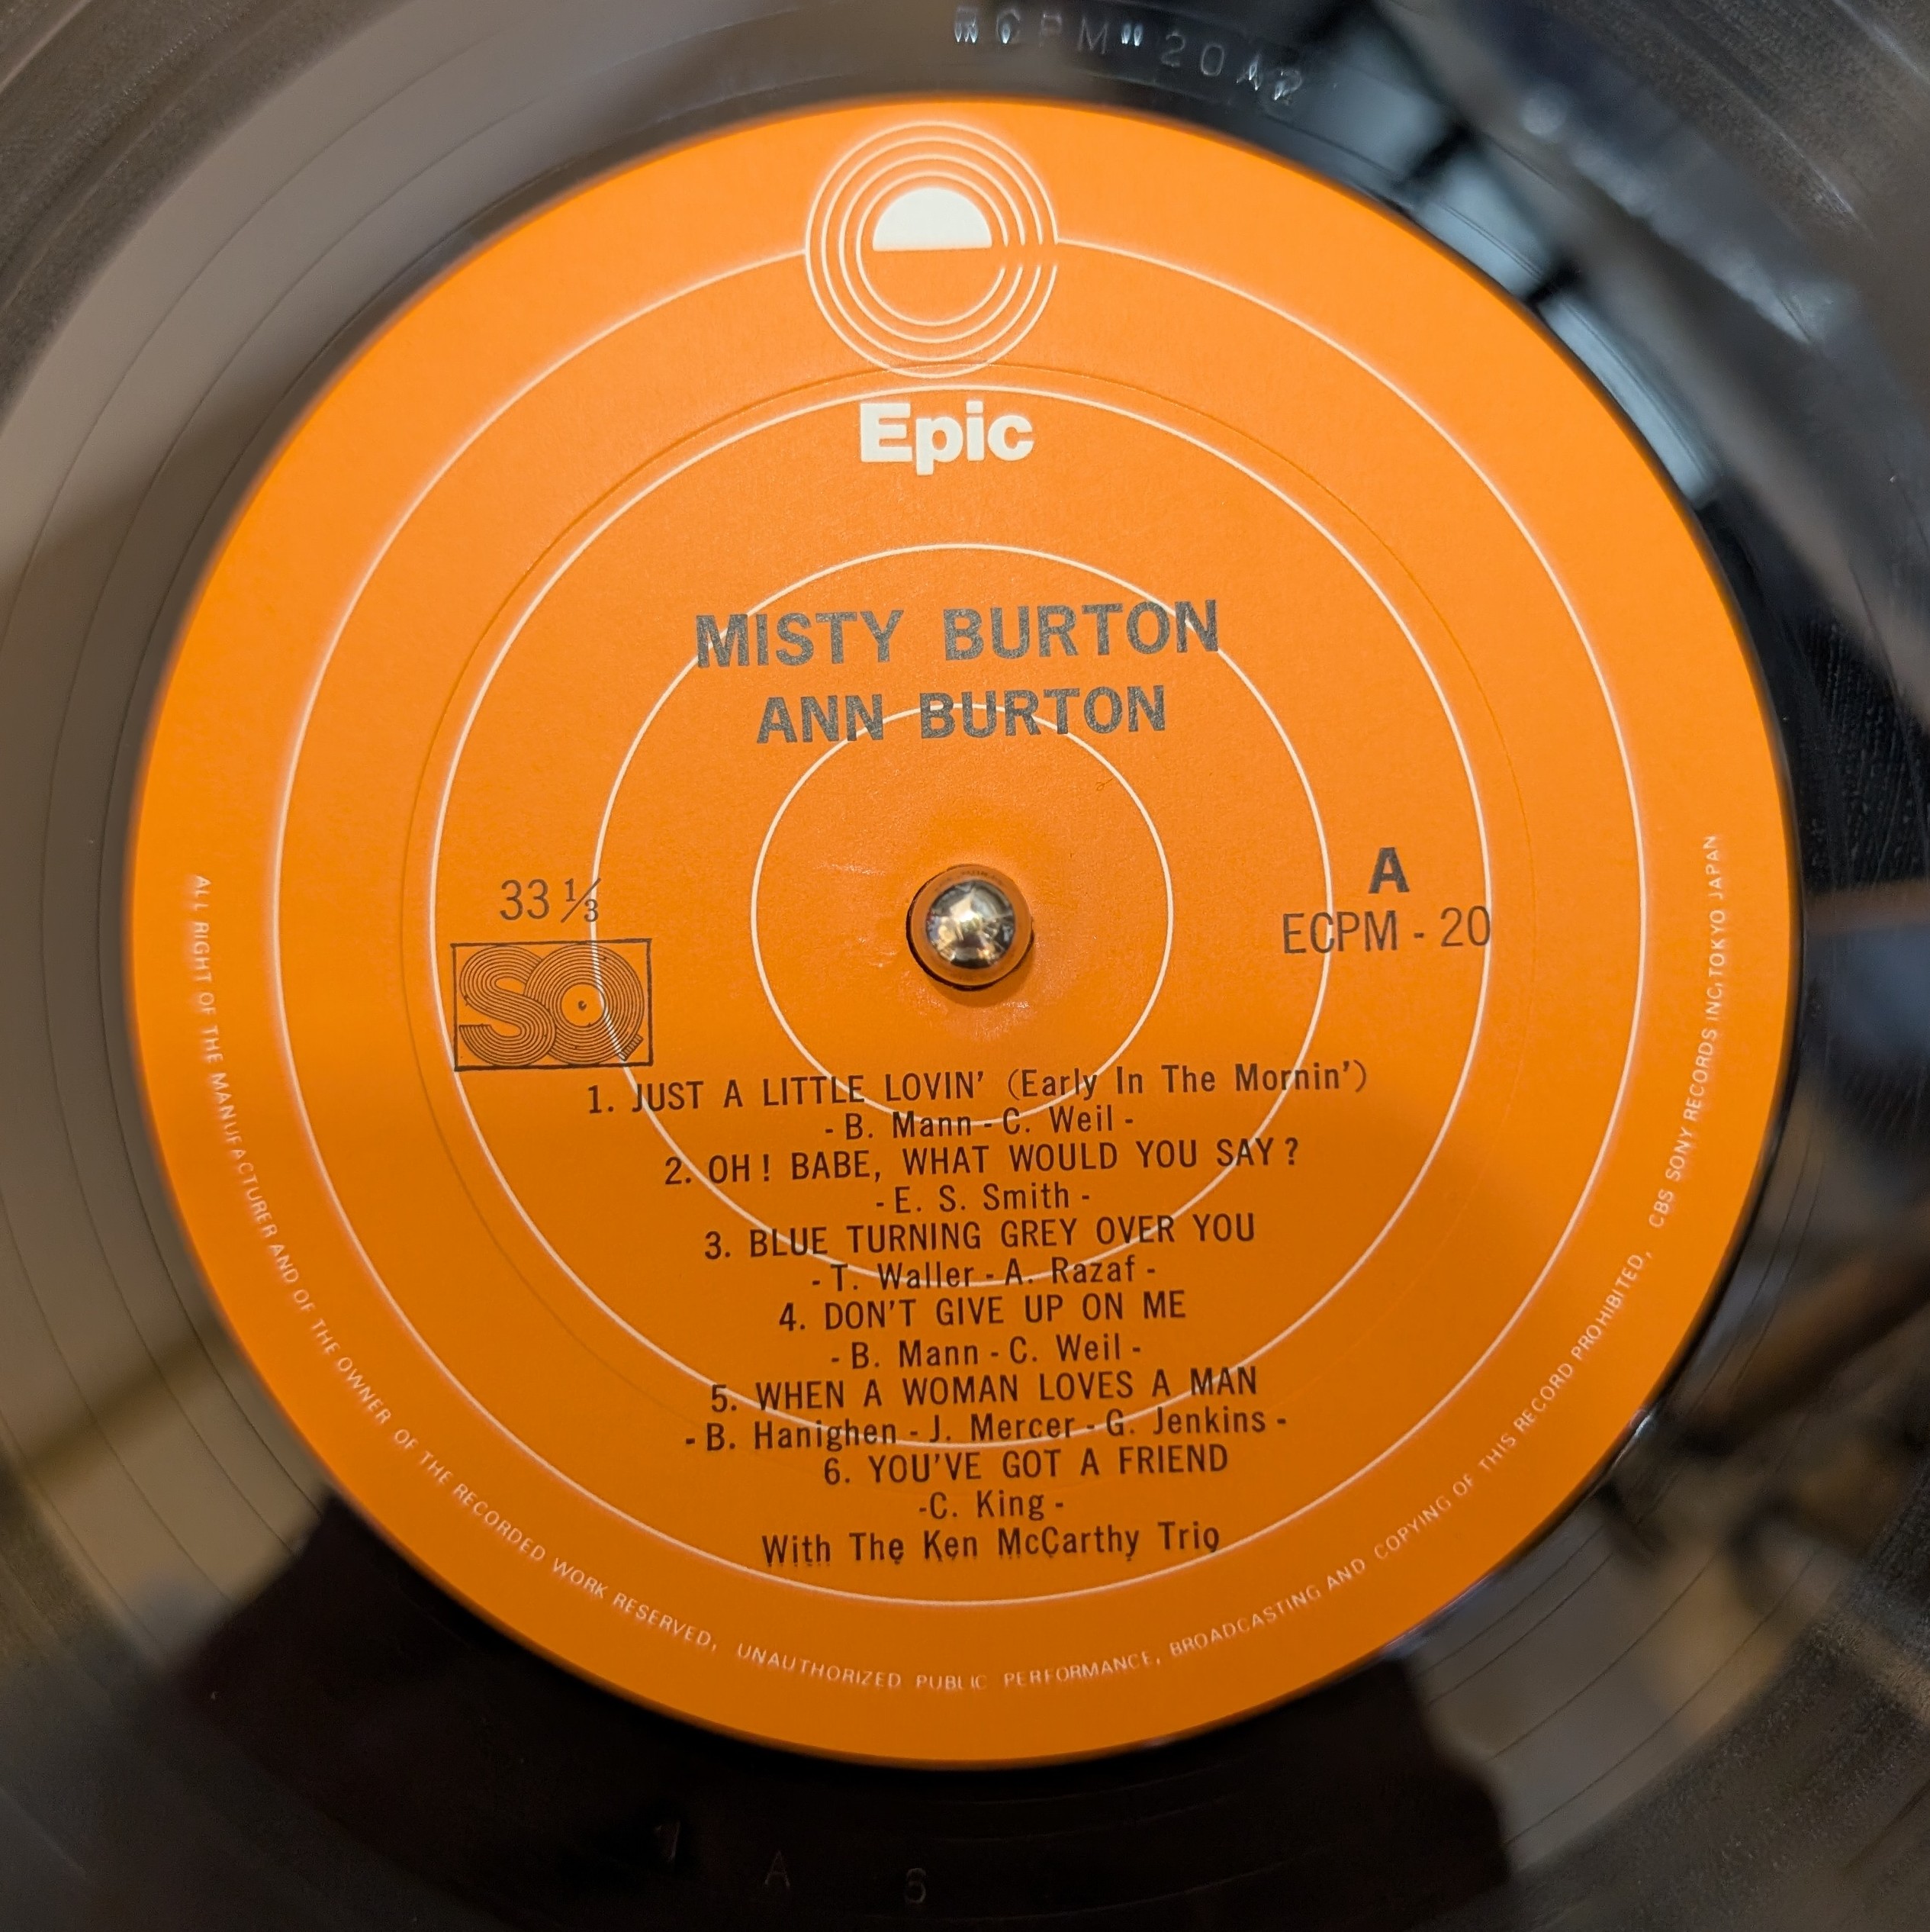 ECPM" 20A2
Epic
MISTY BURTON
ANN BURTON
33 1/3
A
ECPM - 20
SQ
1. JUST A LITTLE LOVIN' (Early In The Mornin')
- B. Mann - C. Weil -
2. OH! BABE, WHAT WOULD YOU SAY?
- E. S. Smith -
3. BLUE TURNING GREY OVER YOU
- T. Waller - A. Razaf -
4. DON'T GIVE UP ON ME
- B. Mann - C. Weil -
5. WHEN A WOMAN LOVES A MAN
- B. Hanighen - J. Mercer - G. Jenkins -
6. YOU'VE GOT A FRIEND
-C. King -
With The Ken McCarthy Trio
ALL RIGHT OF THE MANUFACTURER AND OF THE OWNER OF THE RECORDED WORK RESERVED, UNAUTHORIZED PUBLIC PERFORMANCE, BROADCASTING AND COPYING OF THIS RECORD PROHIBITED, CBS SONY RECORDS INC, TOKYO JAPAN
A